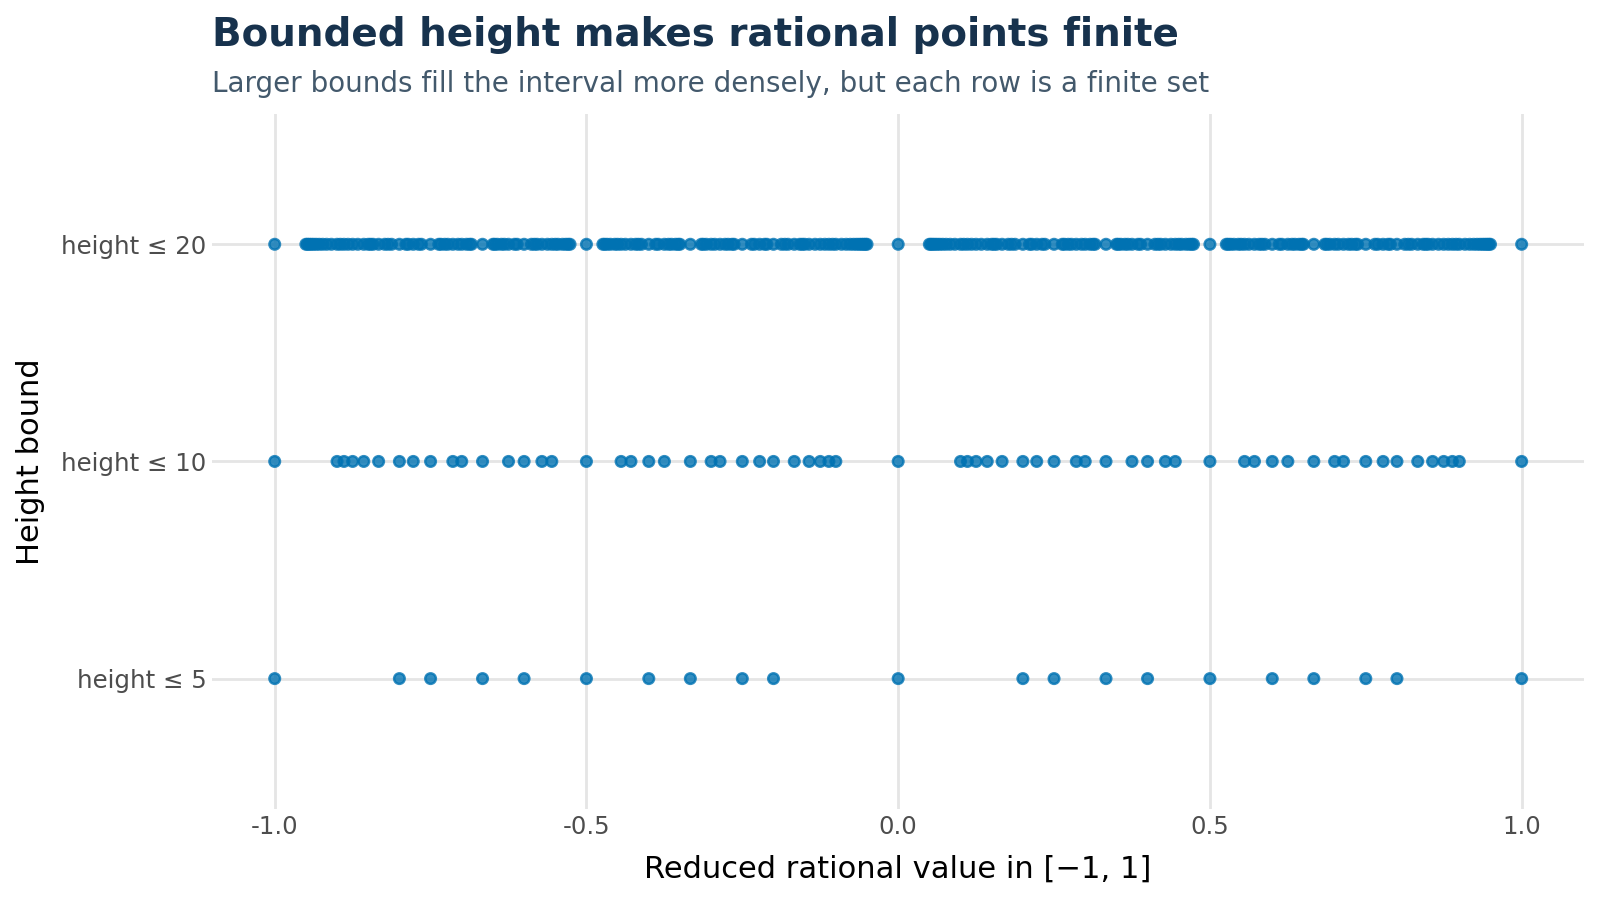 Bounded height makes rational points finite
Larger bounds fill the interval more densely, but each row is a finite set
Height bound
height ≤ 20
height ≤ 10
height ≤ 5
-1.0 -0.5 0.0 0.5 1.0
Reduced rational value in [−1, 1]